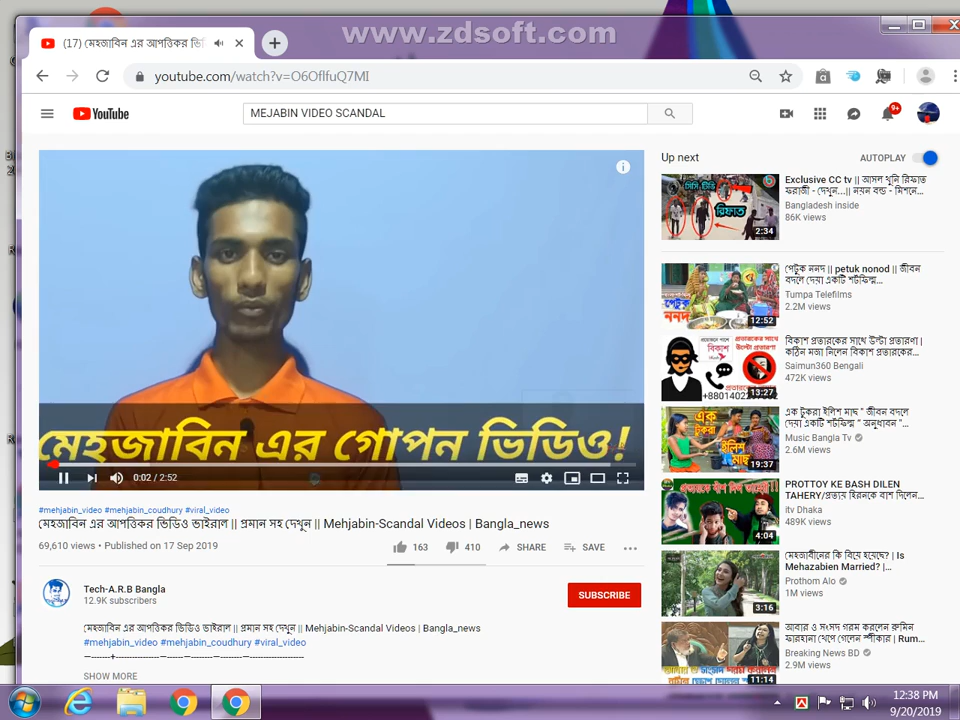 www.zdsoft.com
(17) মেহজাবিন এর আপত্তিকর ভি
youtube.com/watch?v=O6OflfuQ7MI
YouTube
MEJABIN VIDEO SCANDAL
9+
মেহজাবিন এর গোপন ভিডিও!
0:02 / 2:52
#mehjabin_video #mehjabin_coudhury #viral_video
মেহজাবিন এর আপত্তিকর ভিডিও ভাইরাল || প্রমান সহ দেখুন || Mehjabin-Scandal Videos | Bangla_news
69,610 views • Published on 17 Sep 2019
163
410
SHARE
SAVE
Tech-A.R.B Bangla
12.9K subscribers
SUBSCRIBE
মেহজাবিন এর আপত্তিকর ভিডিও ভাইরাল || প্রমান সহ দেখুন || Mehjabin-Scandal Videos | Bangla_news
#mehjabin_video #mehjabin_coudhury #viral_video
SHOW MORE
Up next
AUTOPLAY
রিফাত
2:34
Exclusive CC tv || আসল খুনি রিফাত
ফরাজী - দেখুন...|| নয়ন বন্ড - মিশনে...
Bangladesh inside
86K views
পেটুক
ননদ
12:52
পেটুক ননদ || petuk nonod || জীবন
বদলে দেয়া একটি শর্টফিল্ম...
Tumpa Telefilms
2.2M views
বিকাশ
13:27
বিকাশ প্রতারকের সাথে উল্টা প্রতারণা |
কঠিন মজা নিলেন বিকাশ প্রতারকের...
Saimun360 Bengali
472K views
এক
টুকরা
ইলিশ
মাছ
19:37
এক টুকরা ইলিশ মাছ " জীবন বদলে
দেয়া একটি শর্টফিল্ম " অনুধাবন "...
Music Bangla Tv
2.6M views
4:04
PROTTOY KE BASH DILEN
TAHERY/প্রত্যয় হিরনকে বাশ দিলেন...
itv Dhaka
489K views
3:16
মেহজাবীনের কি বিয়ে হয়েছে? | Is
Mehazabien Married? |...
Prothom Alo
1M views
11:14
আবার ও সংসদ গরম করলেন রুমিন
ফারহানা ক্ষেপে গেলেন স্পীকার | Rum...
Breaking News BD
2.9M views
12:38 PM
9/20/2019